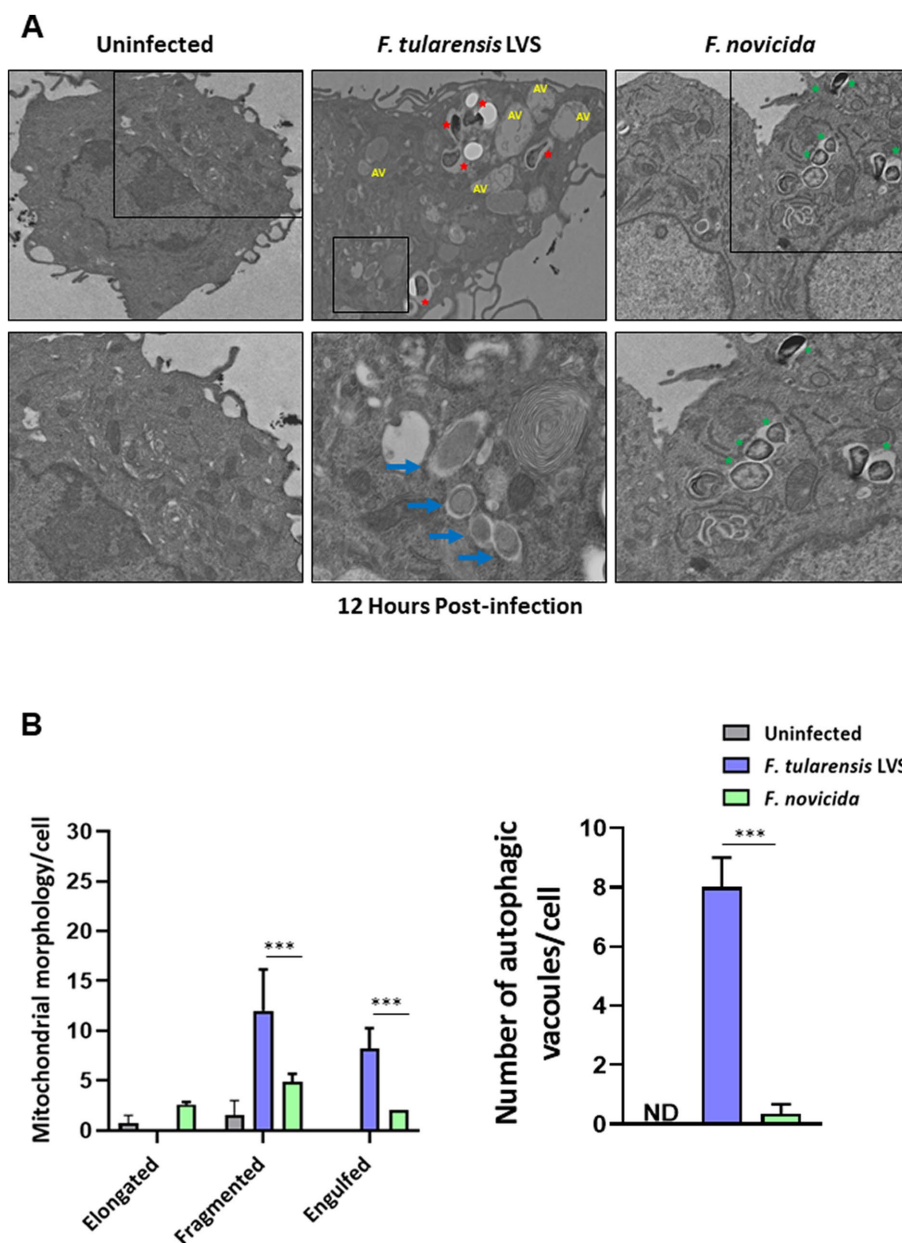 A
Uninfected
F. tularensis LVS
F. novicida
AV
AV
AV
AV
AV
12 Hours Post-infection
B
Uninfected
F. tularensis LVS
F. novicida
Mitochondrial morphology/cell
30
25
20
15
10
5
0
***
***
Elongated
Fragmented
Engulfed
Number of autophagic
vacoules/cell
10
8
6
4
2
0
***
ND